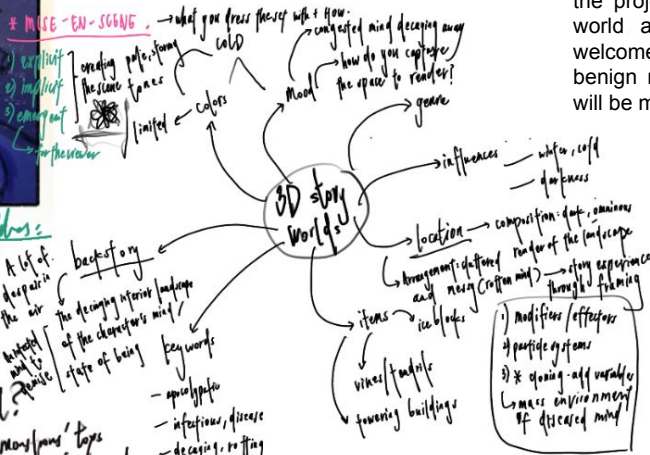 * MISE-EN-SCENE. → what you dress the set with + How.
1) explicit
2) implicit
3) emergent
↳ for the viewer
creating pale, stormy
the scene tones
COLD
limited ← colors
Mood
→ congested mind decaying away
→ how do you capture
the space to render?
genre
3D story
worlds
influences
— winter, cold
— darkness
location → composition: dark, ominous
render of the landscape
↳ Arrangement: cluttered
and messy (rotten mind) → story experience
through framing
items → ice blocks
vines/tendrils
towering buildings
1) modifiers/effectors
2) particle systems
3) * cloning - add variables
↳ mass environment
of diseased mind
backstory
A lot of
despair in
the air
the decaying interior landscape
of the character's mind/
state of being
keywords
- apocalyptic
- infectious, disease
- decaying, rotting
the proj
world a
welcome
benign r
will be m